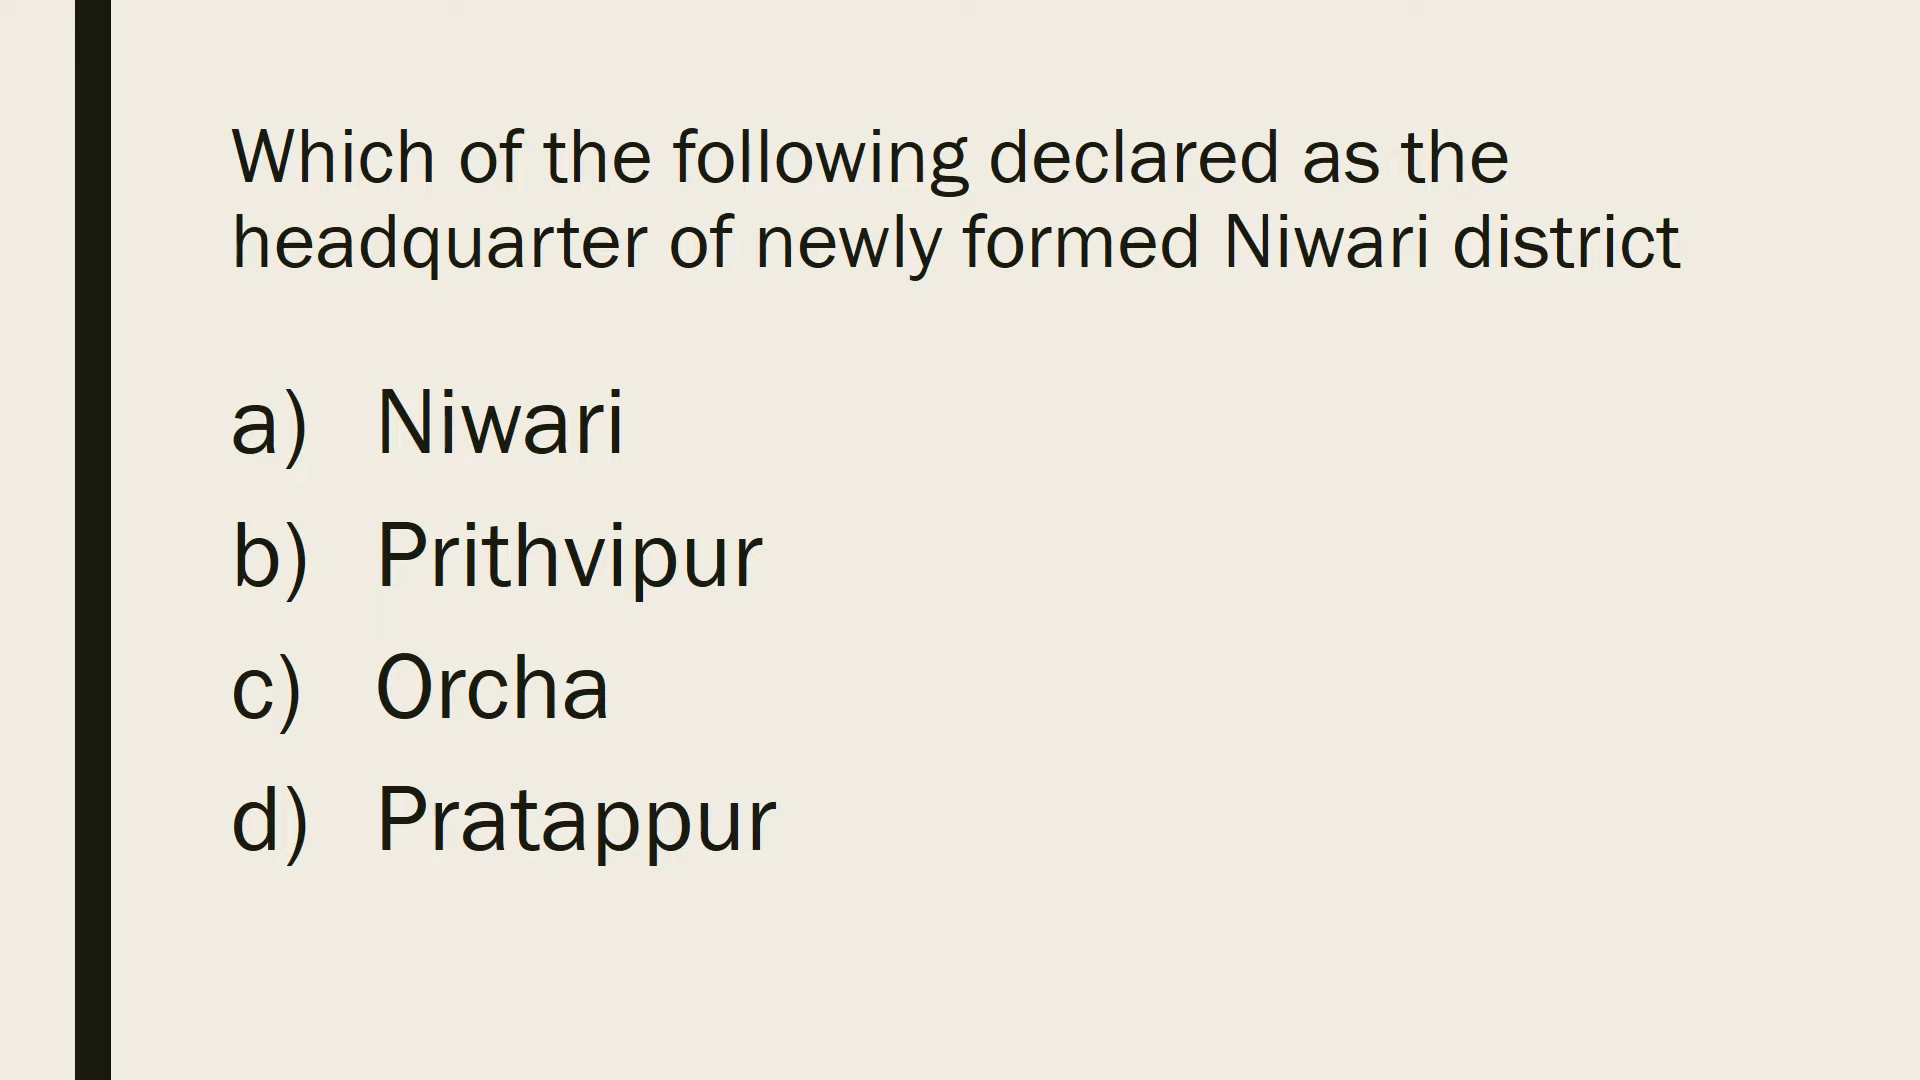 Which of the following declared as the
headquarter of newly formed Niwari district
a) Niwari
b) Prithvipur
c) Orcha
d) Pratappur